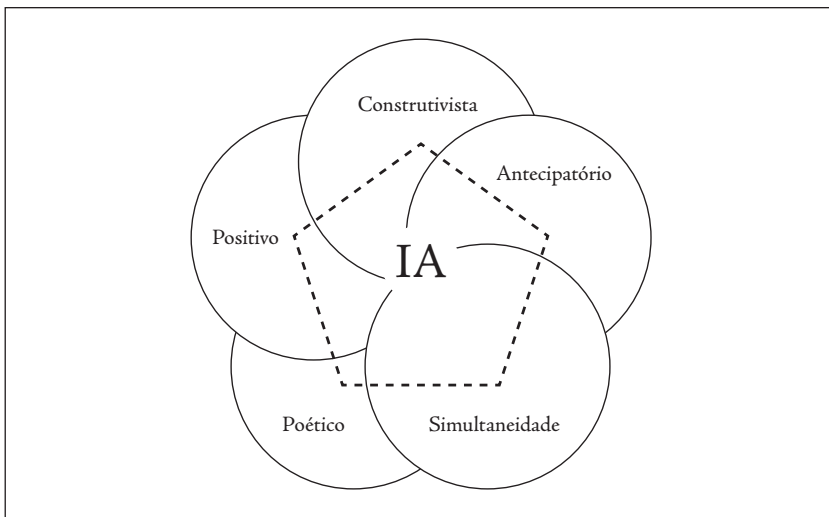 Construtivista
Antecipatório
Positivo
IA
Poético
Simultaneidade